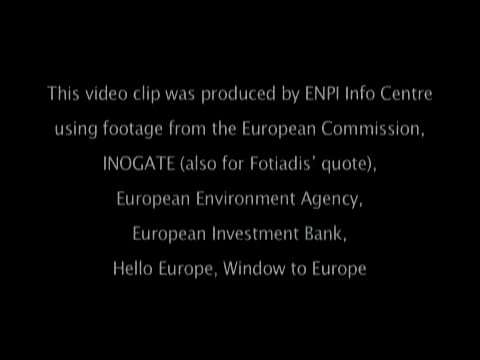 This video clip was produced by ENPI Info Centre
using footage from the European Commission,
INOGATE (also for Fotiadis' quote),
European Environment Agency,
European Investment Bank,
Hello Europe, Window to Europe